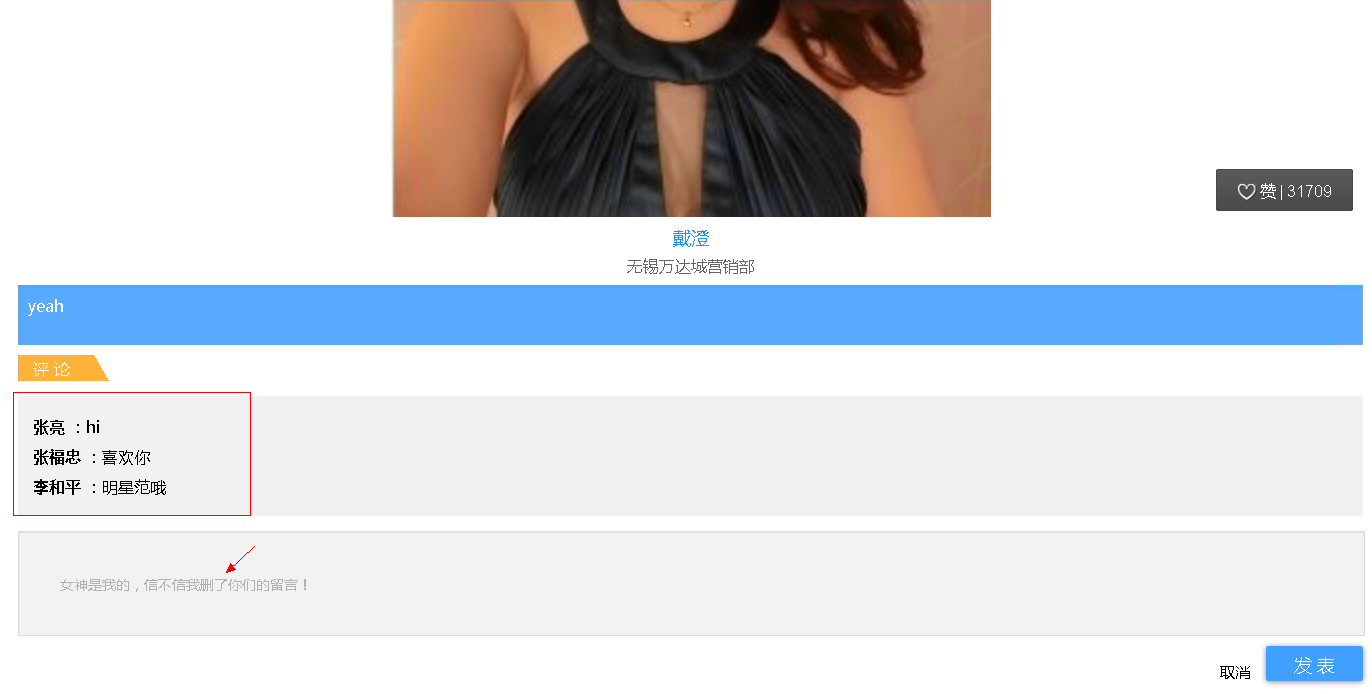 赞 | 31709
戴澄
无锡万达城营销部
yeah
评论
张亮 ：hi
张福忠 ：喜欢你
李和平 ：明星范哦
女神是我的，信不信我删了你们的留言！
取消
发表